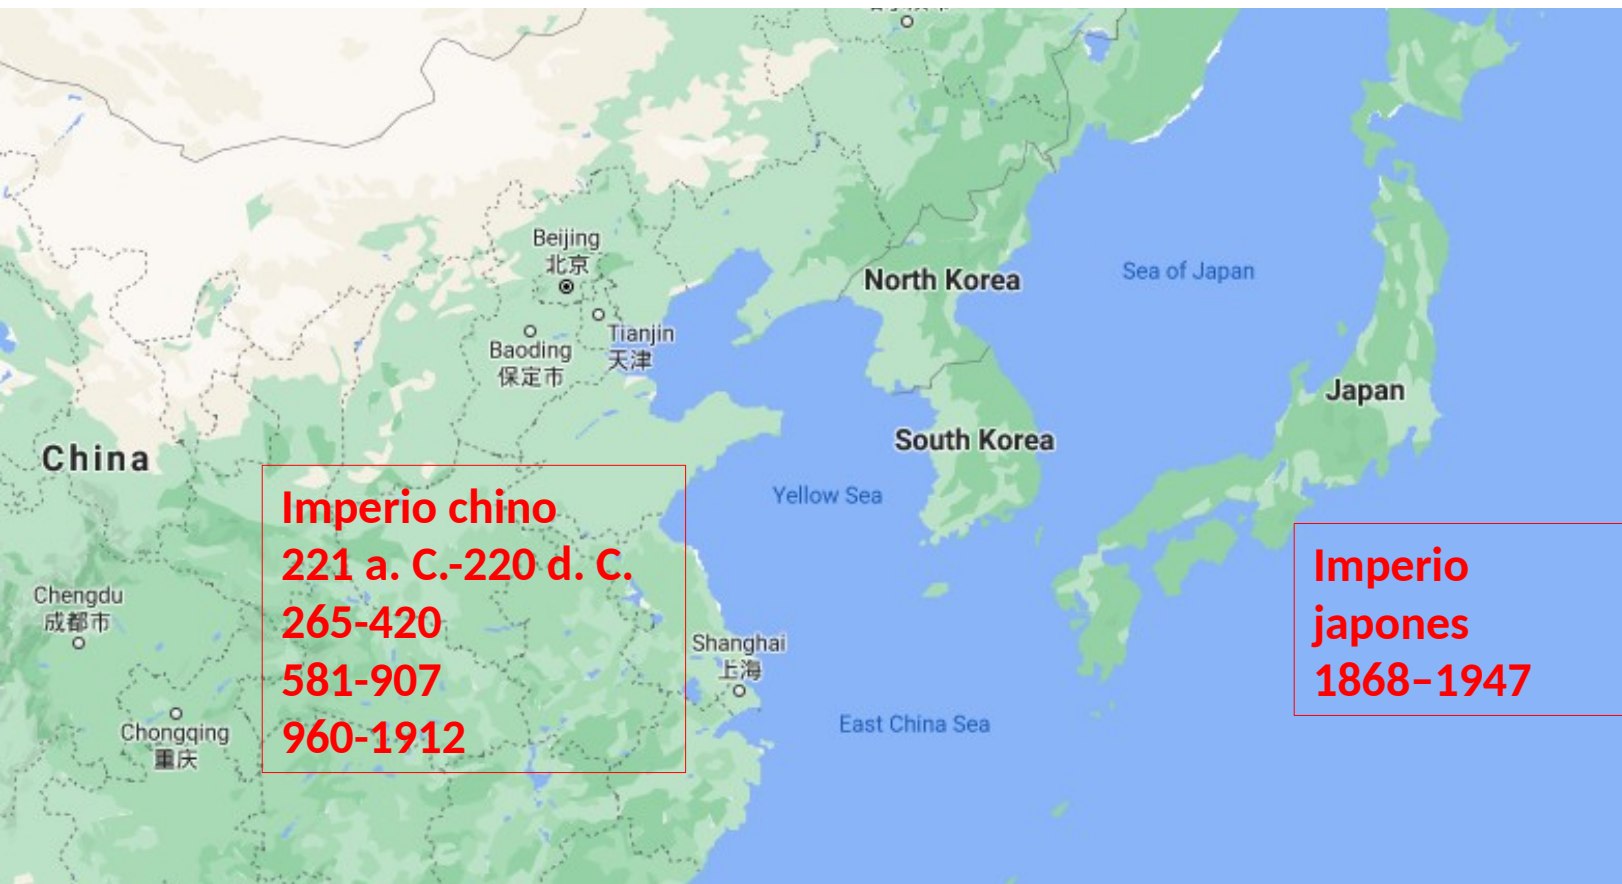 Beijing
北京
North Korea
Sea of Japan
Tianjin
天津
Baoding
保定市
Japan
China
South Korea
Yellow Sea
Imperio chino
221 a. C.-220 d. C.
265-420
581-907
960-1912
Imperio
japones
1868–1947
Chengdu
成都市
Shanghai
上海
Chongqing
重庆
East China Sea